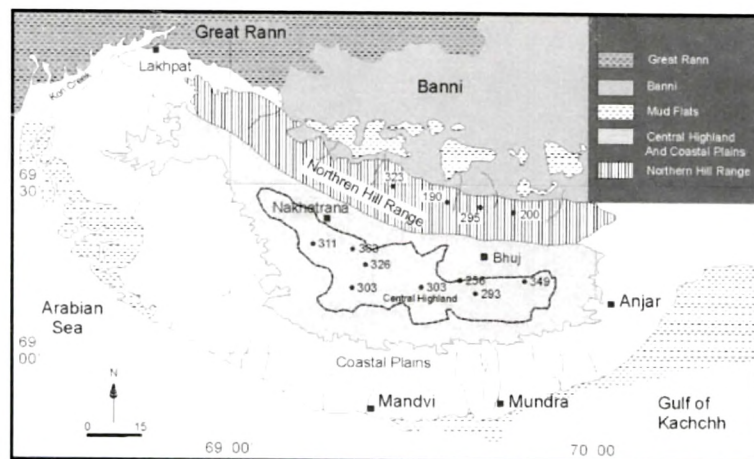 Great Rann
Lakhpat
Kori Creek
Banni
Great Rann
Banni
Mud Flats
Central Highland
And Coastal Plains
Northern Hill Range
69
30
Northren Hill Range
323
190
295
200
Nakhatrana
311
326
303
303
256
293
349
Central Highland
Bhuj
Anjar
Arabian
Sea
69
00
Coastal Plains
N
0 15
Mandvi
Mundra
Gulf of
Kachchh
69 00
70 00